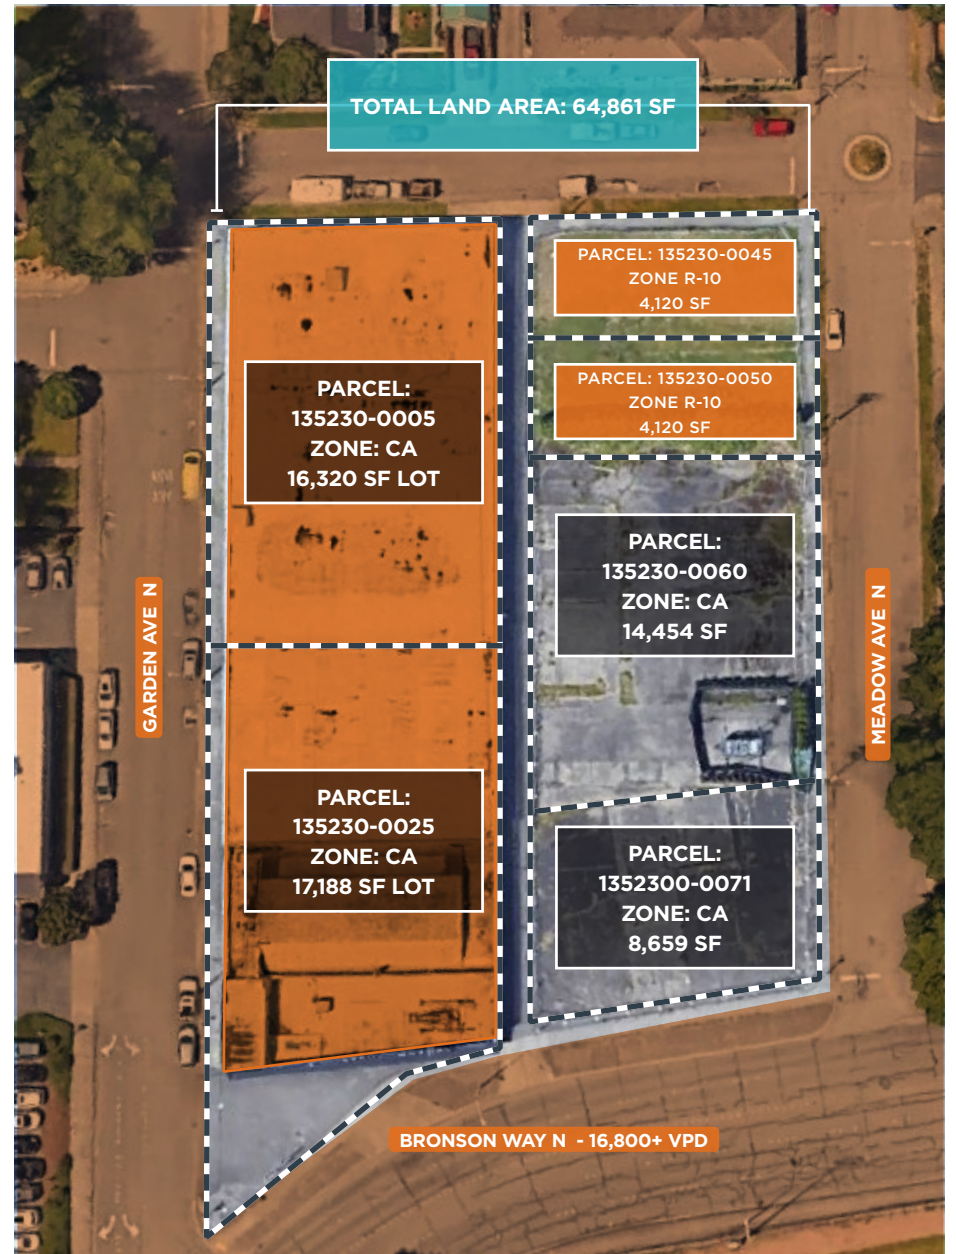 TOTAL LAND AREA: 64,861 SF
PARCEL: 135230-0045
ZONE R-10
4,120 SF
PARCEL: 135230-0050
ZONE R-10
4,120 SF
PARCEL:
135230-0005
ZONE: CA
16,320 SF LOT
PARCEL:
135230-0060
ZONE: CA
14,454 SF
GARDEN AVE N
MEADOW AVE N
PARCEL:
135230-0025
ZONE: CA
17,188 SF LOT
PARCEL:
1352300-0071
ZONE: CA
8,659 SF
BRONSON WAY N - 16,800+ VPD